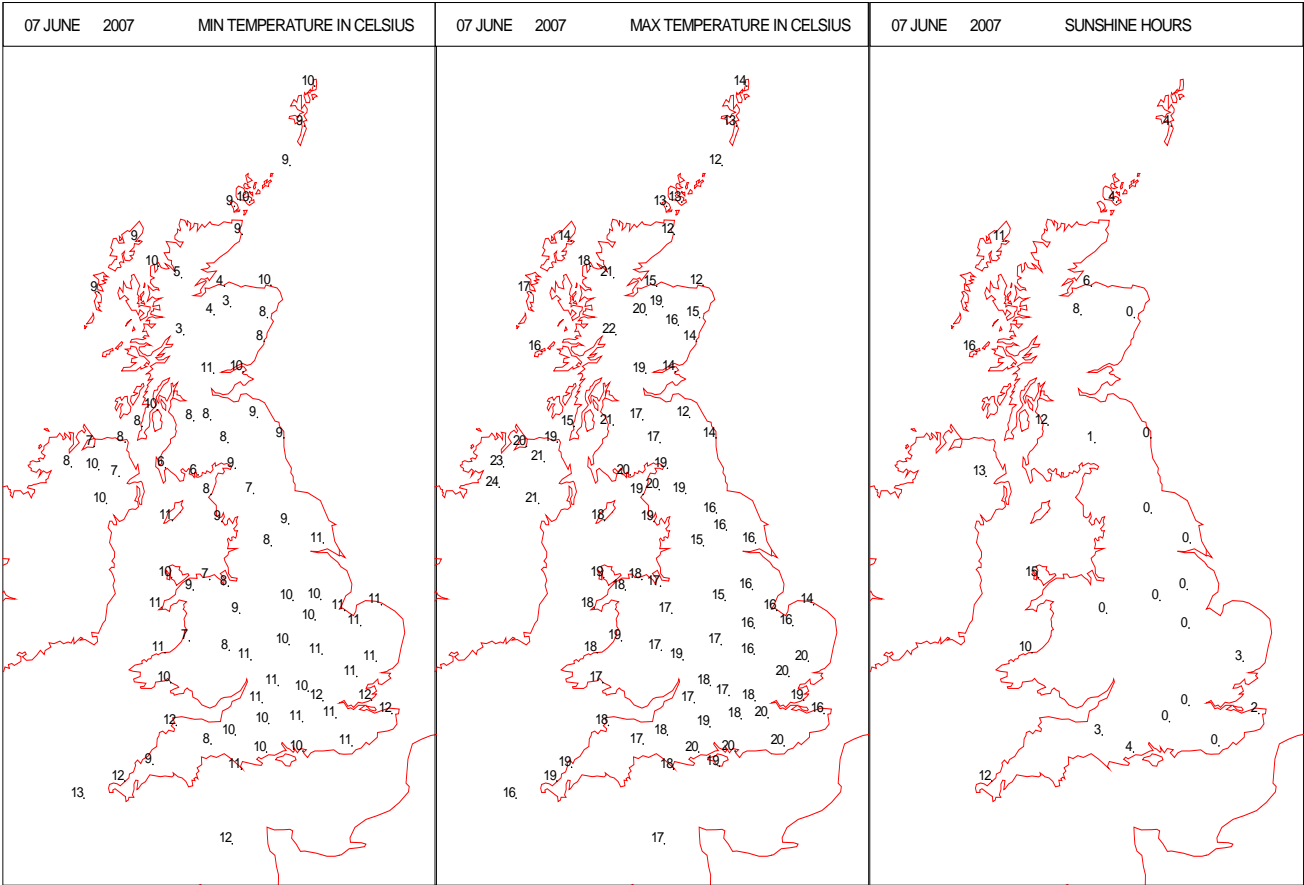 07 JUNE 2007 MIN TEMPERATURE IN CELSIUS
10
9
9.
9 10
9.
9
10
5.
9
4 10.
3.
4. 8.
3. 8.
11. 10.
10
8 8. 8. 9.
7 8. 8. 9.
8. 10. 7. 6 6 9.
10. 8. 7.
11 9. 9.
8. 11.
10 7. 8
9. 10. 10.
11 9. 10. 11 11.
11.
7. 8. 10.
11 11. 11. 11.
10 11.
11. 10. 12. 12.
11. 12.
12 10. 11. 11.
10.
8. 10. 10. 11.
9. 11
12
13.
12.
07 JUNE 2007 MAX TEMPERATURE IN CELSIUS
14
13
12.
13 13
12.
14
18 21.
17
15 12.
19.
20. 16. 15.
22. 14.
16
19. 14.
15 21 17. 12.
14.
20 19. 17.
23. 21. 20 19.
24. 19. 20. 19.
21.
18 19. 16.
16.
15. 16.
19 18. 17.
18. 15. 16.
18 17. 16 14.
16. 16.
19. 17. 17.
18 19. 16. 20.
17 20.
18. 17. 18. 19.
17. 16.
18 18. 19. 18. 20.
17. 20. 20. 20.
19. 18 19.
19
16.
17.
07 JUNE 2007 SUNSHINE HOURS
4.
4.
11
6
8. 0.
16
12
1. 0.
13.
0.
0.
15
0. 0.
0.
0.
10 3.
0.
0. 2.
3.
4. 0.
12